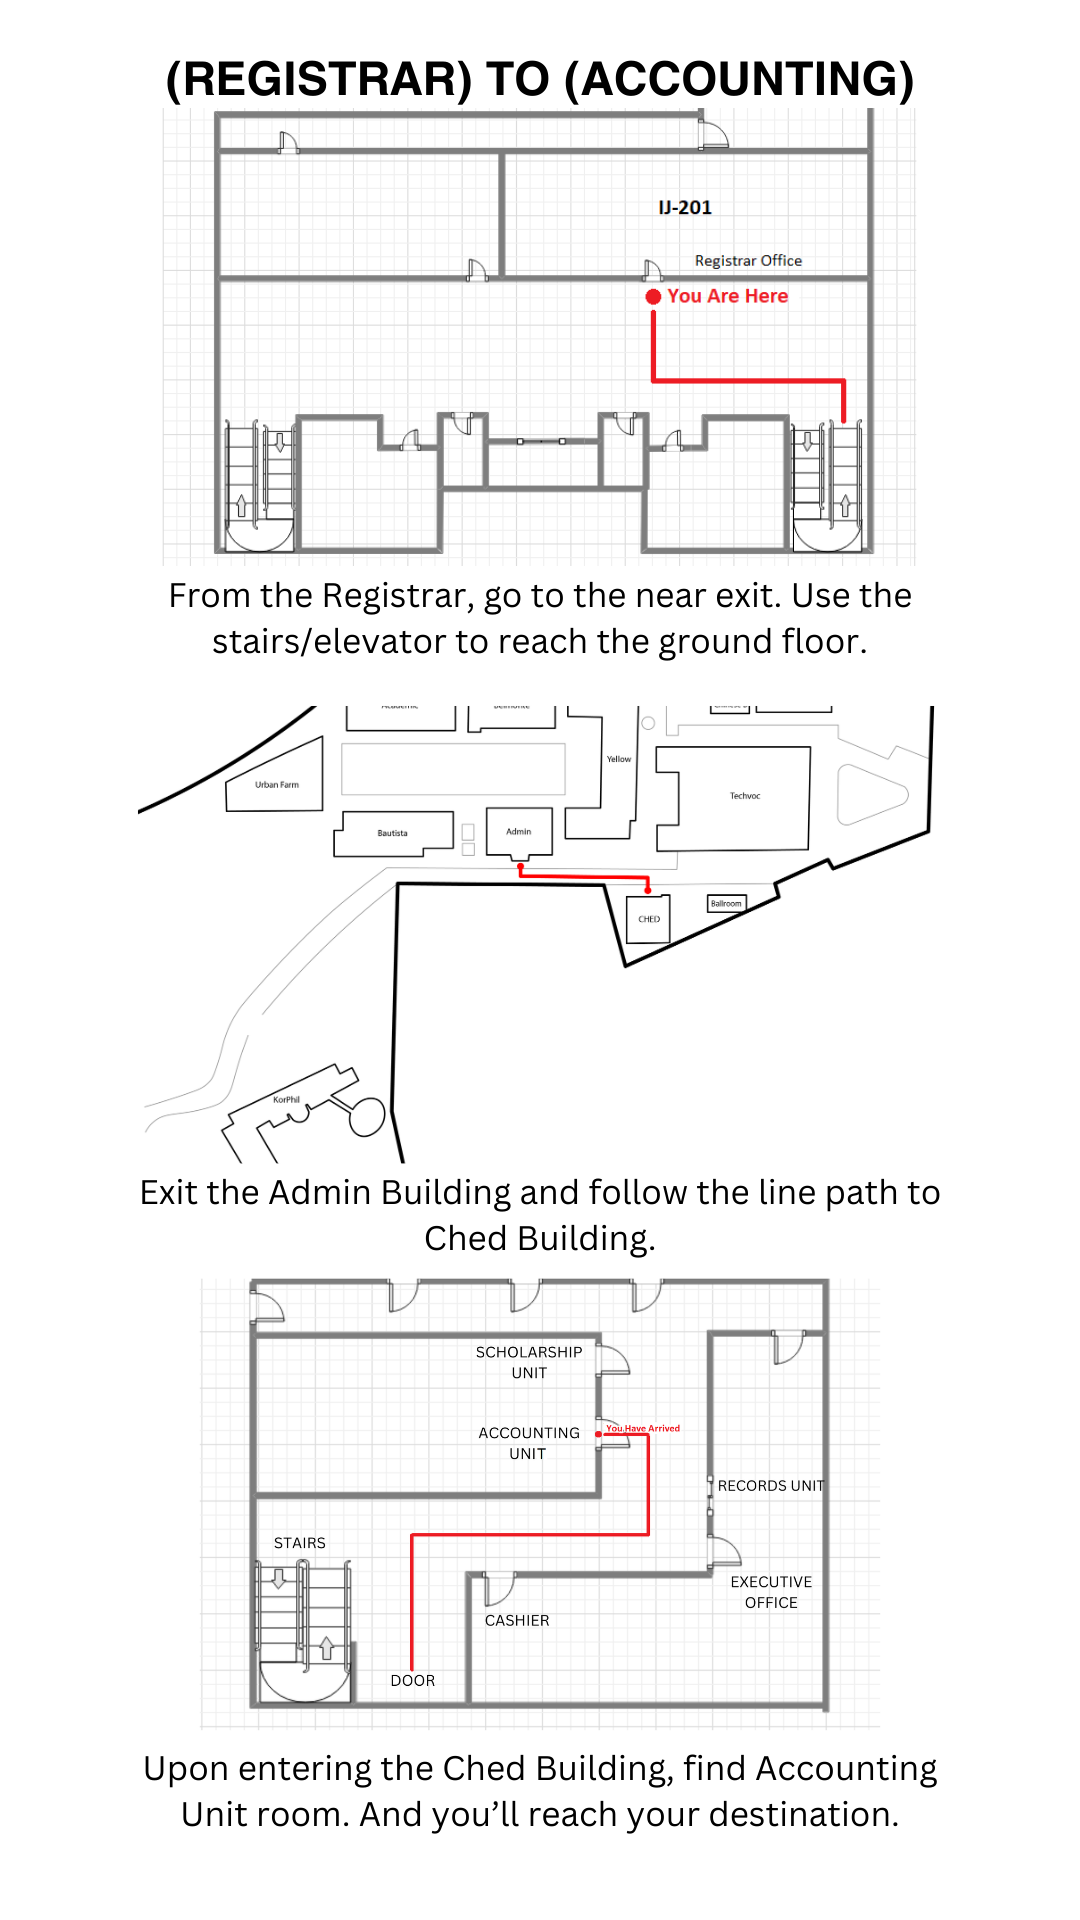 (REGISTRAR) TO (ACCOUNTING)
IJ-201
Registrar Office
You Are Here
From the Registrar, go to the near exit. Use the
stairs/elevator to reach the ground floor.
Academic
Belmonte
Yellow
Urban Farm
Techvoc
Bautista
Admin
CHED
Ballroom
KorPhil
Exit the Admin Building and follow the line path to
Ched Building.
SCHOLARSHIP
UNIT
You Have Arrived
ACCOUNTING
UNIT
RECORDS UNIT
STAIRS
EXECUTIVE
OFFICE
CASHIER
DOOR
Upon entering the Ched Building, find Accounting
Unit room. And you’ll reach your destination.